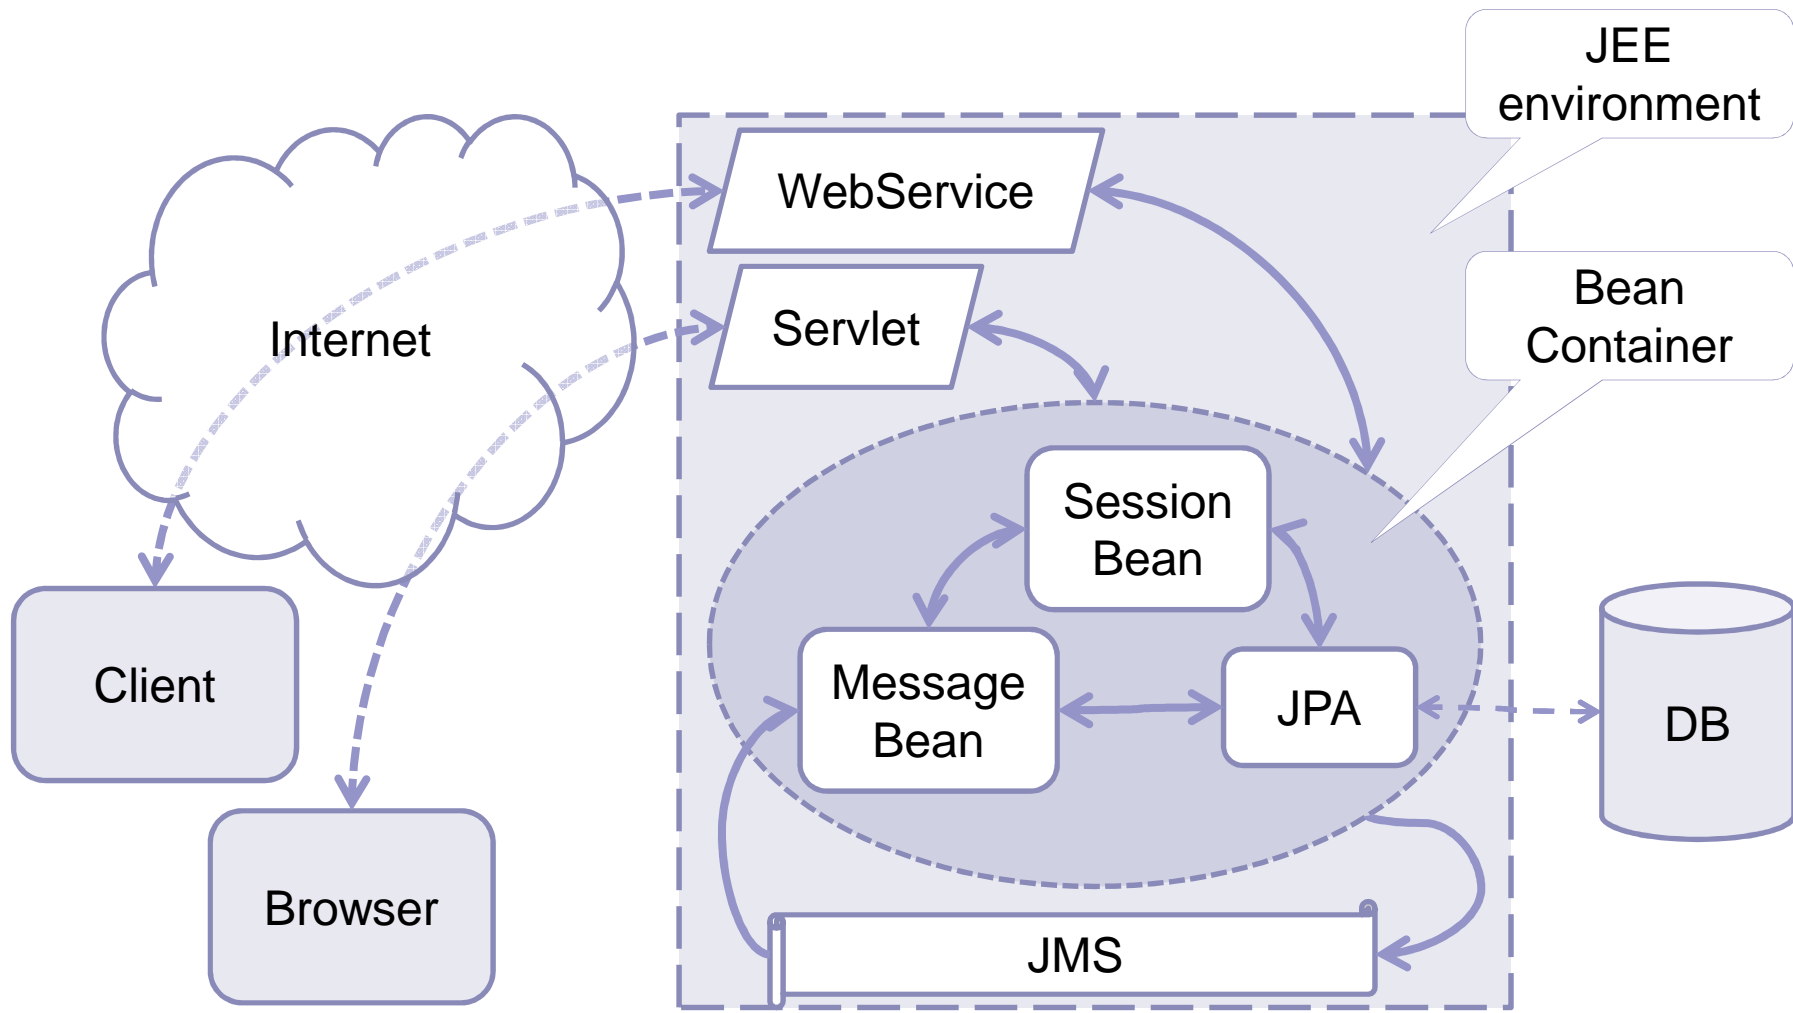 JEE
environment
WebService
Bean
Container
Servlet
Internet
Session
Bean
Message
Bean
JPA
Client
DB
Browser
JMS